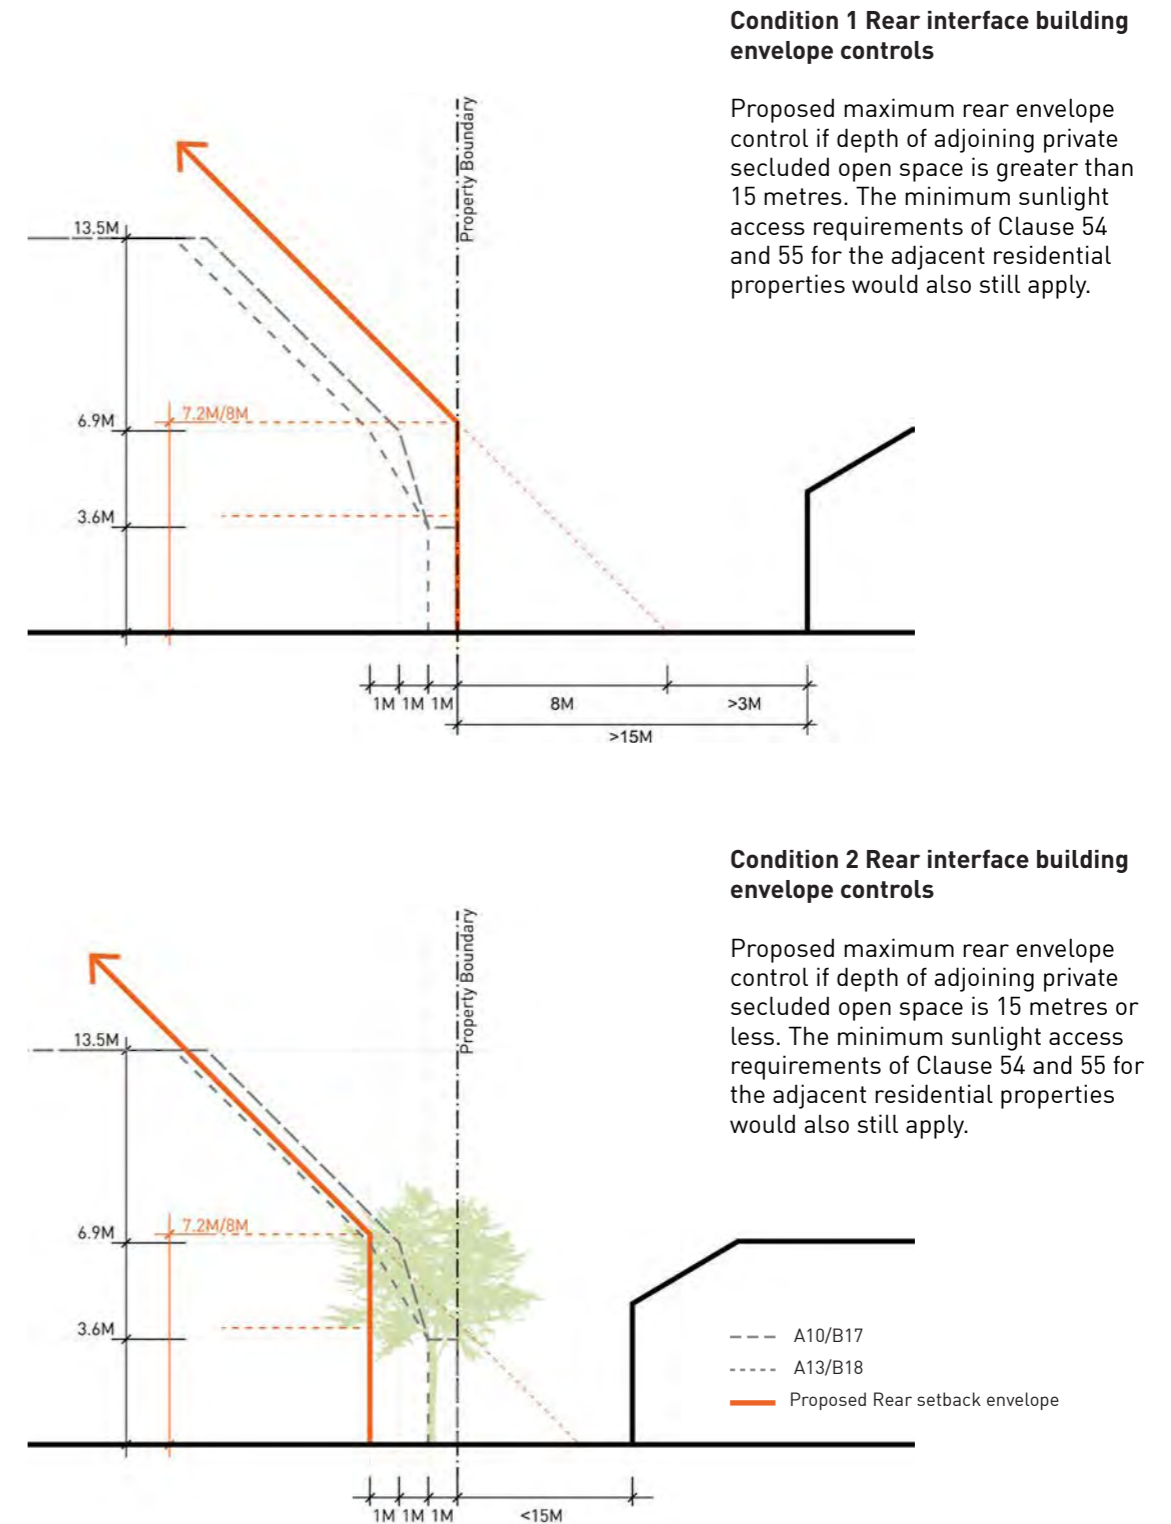 Condition 1 Rear interface building
envelope controls
Proposed maximum rear envelope
control if depth of adjoining private
secluded open space is greater than
15 metres. The minimum sunlight
access requirements of Clause 54
and 55 for the adjacent residential
properties would also still apply.
Property Boundary
13.5M
7.2M/8M
6.9M
3.6M
1M 1M 1M 8M >3M
>15M
Condition 2 Rear interface building
envelope controls
Proposed maximum rear envelope
control if depth of adjoining private
secluded open space is 15 metres or
less. The minimum sunlight access
requirements of Clause 54 and 55 for
the adjacent residential properties
would also still apply.
Property Boundary
13.5M
7.2M/8M
6.9M
3.6M
A10/B17
A13/B18
Proposed Rear setback envelope
1M 1M 1M <15M